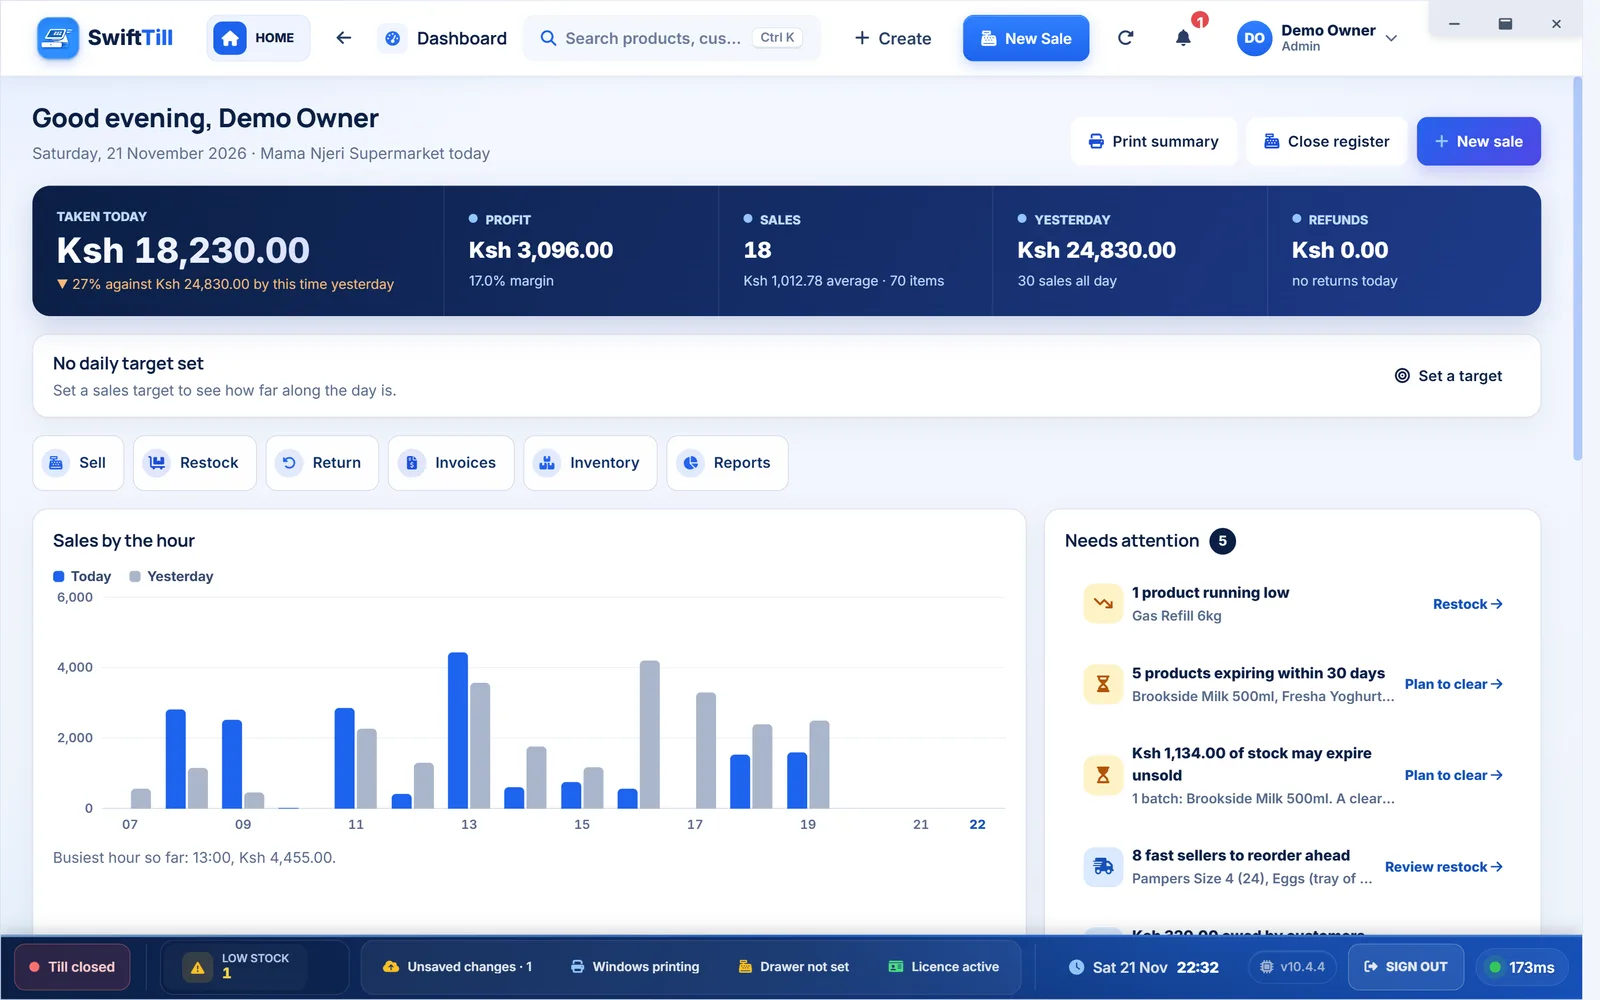 SwiftTill
HOME
Dashboard
Search products, cus...
Ctrl K
Create
New Sale
1
DO
Demo Owner
Admin
Good evening, Demo Owner
Saturday, 21 November 2026 · Mama Njeri Supermarket today
Print summary
Close register
New sale
TAKEN TODAY
Ksh 18,230.00
▼ 27% against Ksh 24,830.00 by this time yesterday
PROFIT
Ksh 3,096.00
17.0% margin
SALES
18
Ksh 1,012.78 average · 70 items
YESTERDAY
Ksh 24,830.00
30 sales all day
REFUNDS
Ksh 0.00
no returns today
No daily target set
Set a sales target to see how far along the day is.
Set a target
Sell
Restock
Return
Invoices
Inventory
Reports
Sales by the hour
Today
Yesterday
6,000
4,000
2,000
0
07 09 11 13 15 17 19 21 22
Busiest hour so far: 13:00, Ksh 4,455.00.
Needs attention 5
1 product running low
Gas Refill 6kg
Restock →
5 products expiring within 30 days
Brookside Milk 500ml, Fresha Yoghurt...
Plan to clear →
Ksh 1,134.00 of stock may expire
unsold
1 batch: Brookside Milk 500ml. A clear...
Plan to clear →
8 fast sellers to reorder ahead
Pampers Size 4 (24), Eggs (tray of ...
Review restock →
Ksh 320.00 owed by customers
Till closed
LOW STOCK
1
Unsaved changes · 1
Windows printing
Drawer not set
Licence active
Sat 21 Nov 22:32
v10.4.4
SIGN OUT
173ms